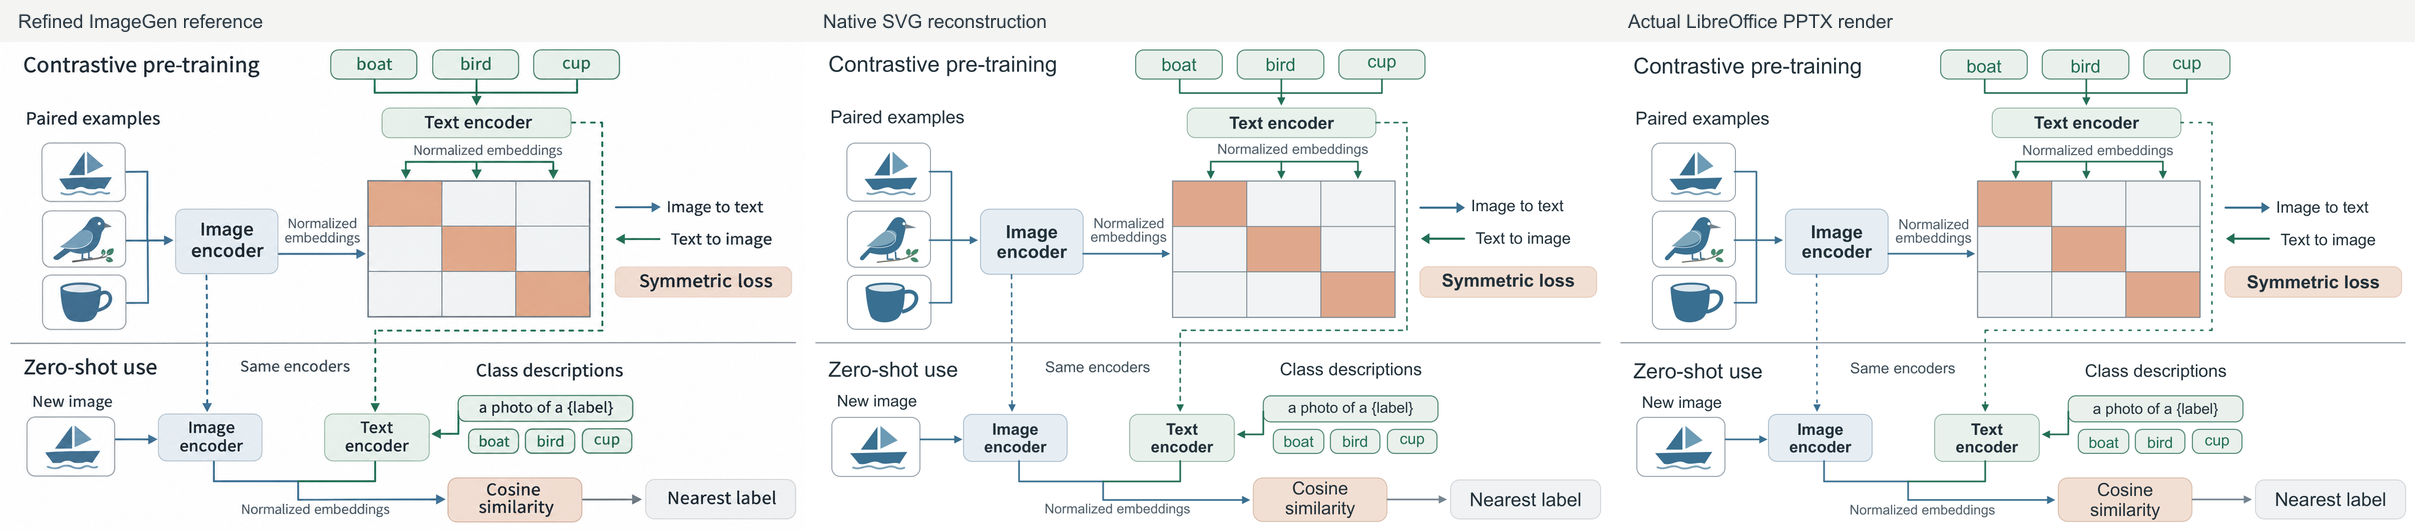 Refined ImageGen reference
Contrastive pre-training
boat
bird
cup
Paired examples
Text encoder
Normalized embeddings
Image
encoder
Normalized
embeddings
Image to text
Text to image
Symmetric loss
Zero-shot use
Same encoders
Class descriptions
New image
a photo of a {label}
Image
encoder
Text
encoder
boat
bird
cup
Cosine
similarity
Nearest label
Normalized embeddings
Native SVG reconstruction
Contrastive pre-training
boat
bird
cup
Paired examples
Text encoder
Normalized embeddings
Image
encoder
Normalized
embeddings
Image to text
Text to image
Symmetric loss
Zero-shot use
Same encoders
Class descriptions
New image
a photo of a {label}
Image
encoder
Text
encoder
boat
bird
cup
Cosine
similarity
Nearest label
Normalized embeddings
Actual LibreOffice PPTX render
Contrastive pre-training
boat
bird
cup
Paired examples
Text encoder
Normalized embeddings
Image
encoder
Normalized
embeddings
Image to text
Text to image
Symmetric loss
Zero-shot use
Same encoders
Class descriptions
New image
a photo of a {label}
Image
encoder
Text
encoder
boat
bird
cup
Cosine
similarity
Nearest label
Normalized embeddings